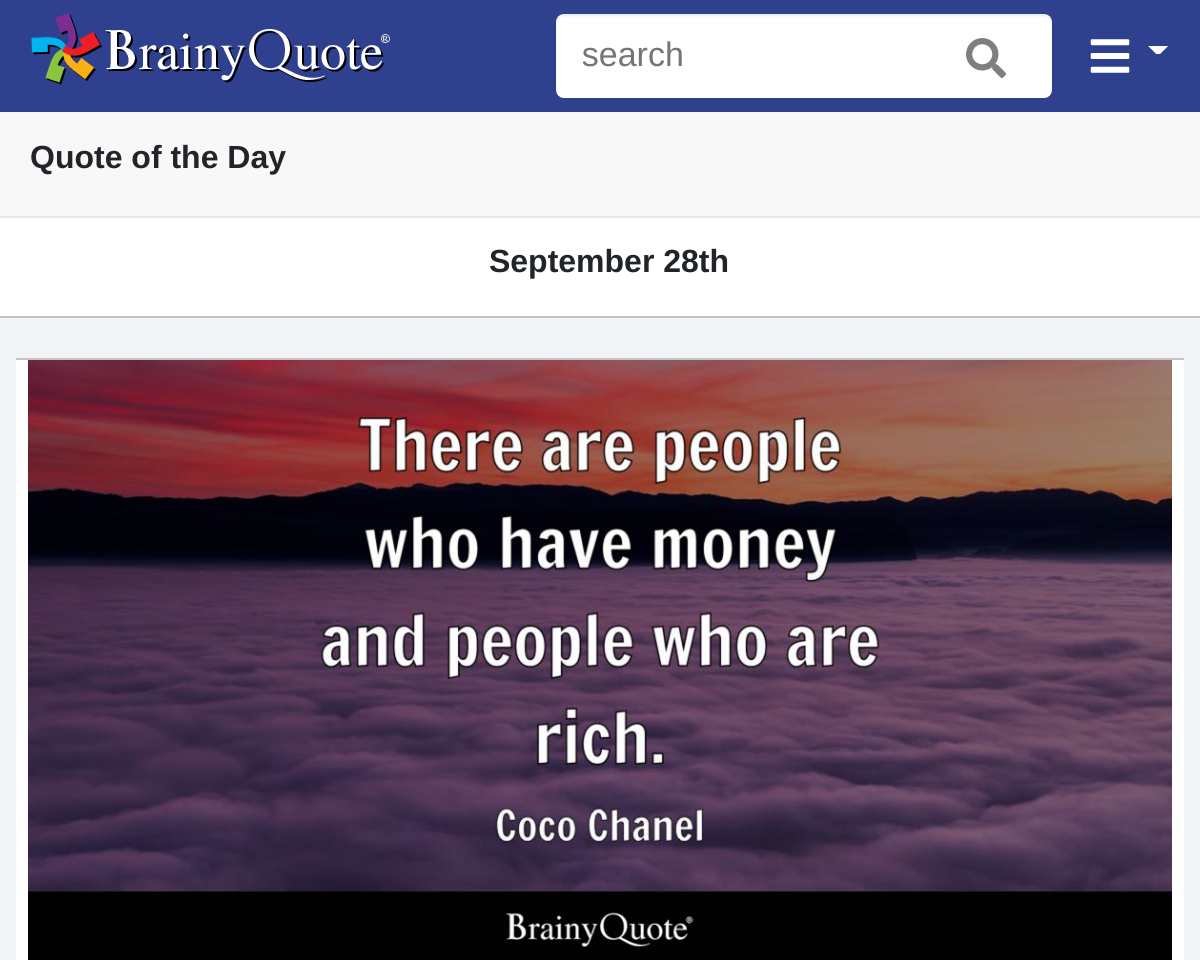 BrainyQuote®
search
Quote of the Day
September 28th
There are people
who have money
and people who are
rich.
Coco Chanel
BrainyQuote®